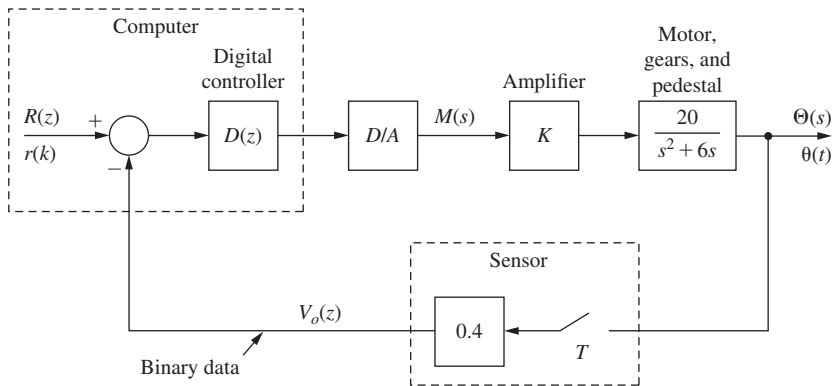 Computer
Digital
controller
Motor,
gears, and
pedestal
Amplifier
R(z)
+
r(k)
−
D(z)
D/A
M(s)
K
20
s² + 6s
Θ(s)
θ(t)
Sensor
V_o(z)
0.4
T
Binary data